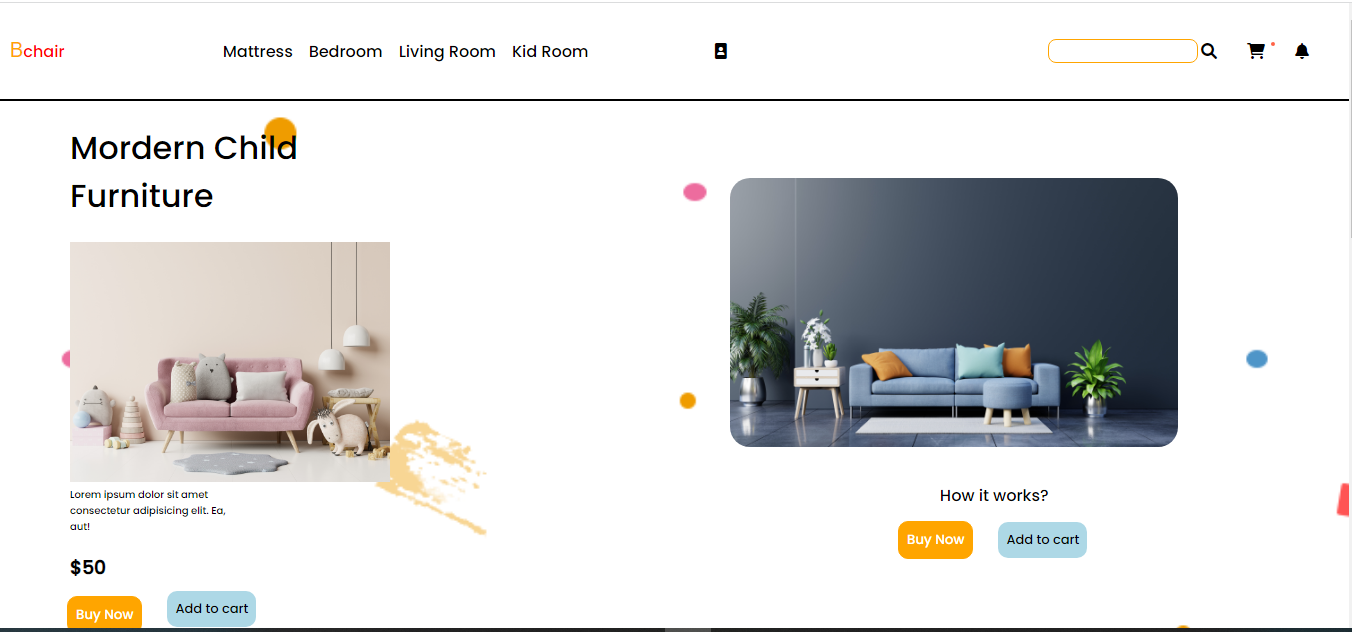 Bchair
Mattress Bedroom Living Room Kid Room
Mordern Child
Furniture
Lorem ipsum dolor sit amet
consectetur adipisicing elit. Ea,
aut!
$50
Buy Now Add to cart
How it works?
Buy Now Add to cart